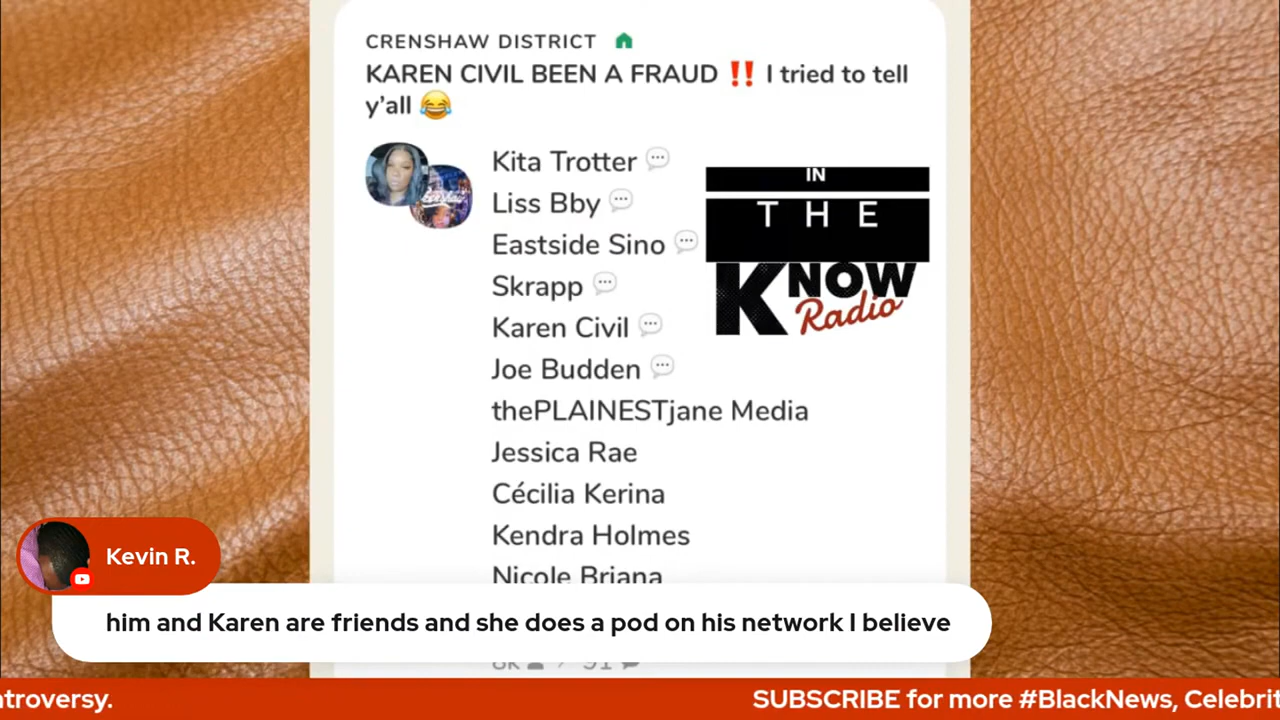 CRENSHAW DISTRICT
KAREN CIVIL BEEN A FRAUD ‼️ I tried to tell
y'all 😂
Kita Trotter
Liss Bby
Eastside Sino
Skrapp
Karen Civil
Joe Budden
thePLAINESTjane Media
Jessica Rae
Cécilia Kerina
Kendra Holmes
Nicole Briana
IN
THE
KNOW
Radio
Kevin R.
him and Karen are friends and she does a pod on his network I believe
ntroversy.
SUBSCRIBE for more #BlackNews, Celebrit